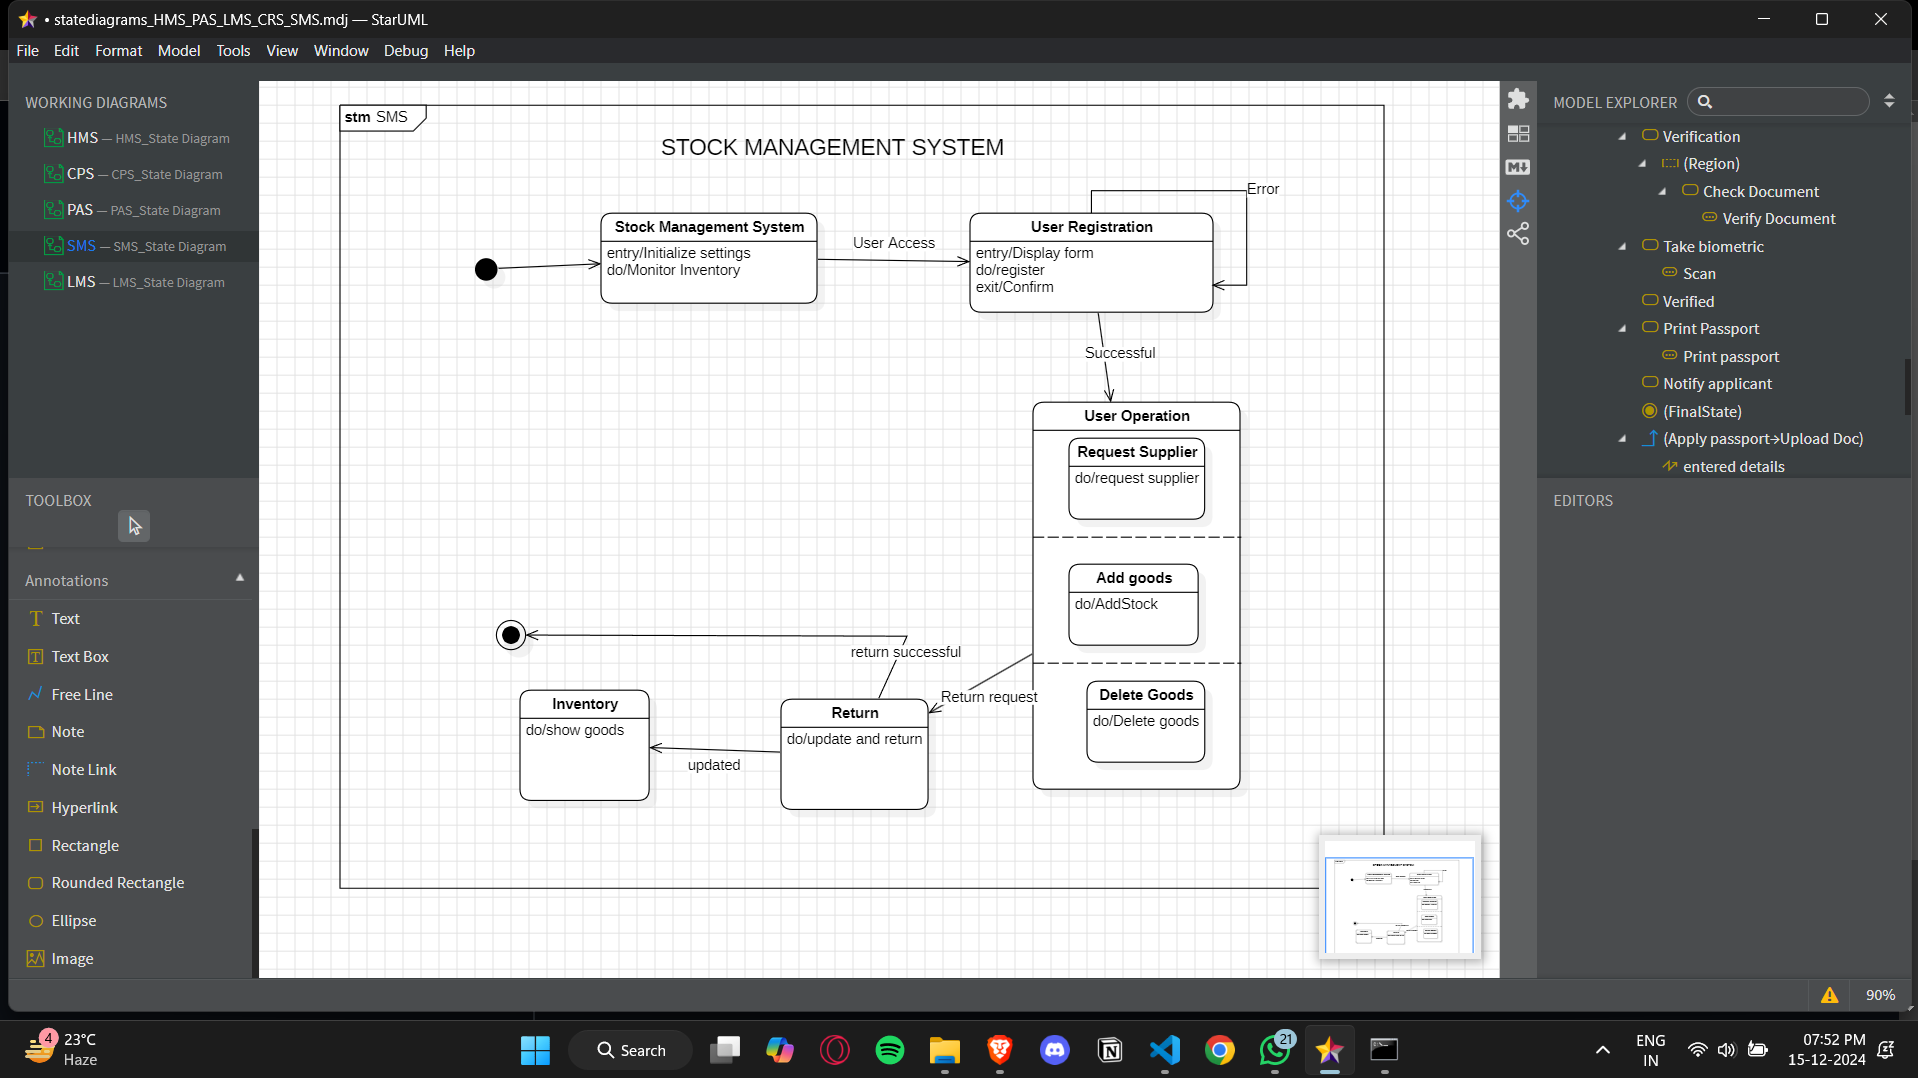 • statediagrams_HMS_PAS_LMS_CRS_SMS.mdj — StarUML
File Edit Format Model Tools View Window Debug Help
WORKING DIAGRAMS
HMS — HMS_State Diagram
CPS — CPS_State Diagram
PAS — PAS_State Diagram
SMS — SMS_State Diagram
LMS — LMS_State Diagram
TOOLBOX
Annotations
Text
Text Box
Free Line
Note
Note Link
Hyperlink
Rectangle
Rounded Rectangle
Ellipse
Image
stm SMS
STOCK MANAGEMENT SYSTEM
Stock Management System
entry/Initialize settings
do/Monitor Inventory
User Access
User Registration
entry/Display form
do/register
exit/Confirm
Error
Successful
User Operation
Request Supplier
do/request supplier
Add goods
do/AddStock
Delete Goods
do/Delete goods
Return request
return successful
Return
do/update and return
updated
Inventory
do/show goods
MODEL EXPLORER
Verification
(Region)
Check Document
Verify Document
Take biometric
Scan
Verified
Print Passport
Print passport
Notify applicant
(FinalState)
(Apply passport→Upload Doc)
entered details
EDITORS
90%
4
23°C
Haze
Search
21
ENG
IN
07:52 PM
15-12-2024